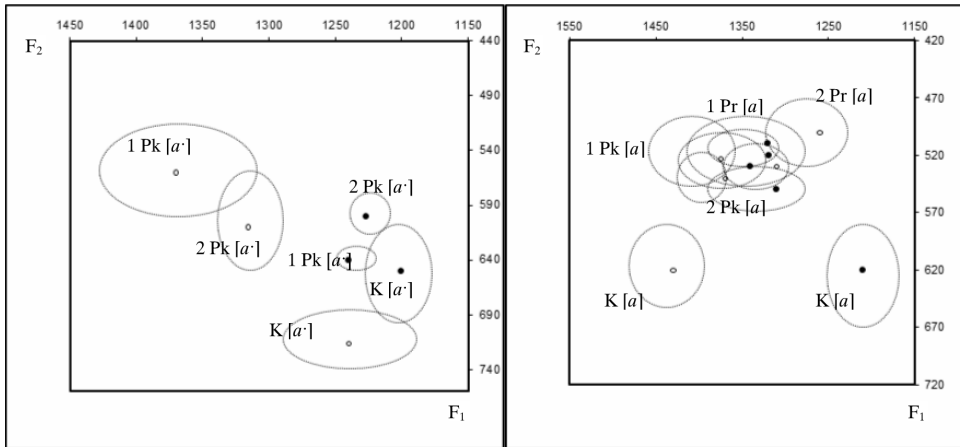 1450 1400 1350 1300 1250 1200 1150
F₂
440
490
540
590
640
690
740
1 Pk [a·]
2 Pk [a·]
2 Pk [a·]
1 Pk [a·]
K [a·]
K [a·]
F₁
1550 1450 1350 1250 1150
F₂
420
470
520
570
620
670
720
2 Pr [a]
1 Pr [a]
1 Pk [a]
2 Pk [a]
K [a]
K [a]
F₁